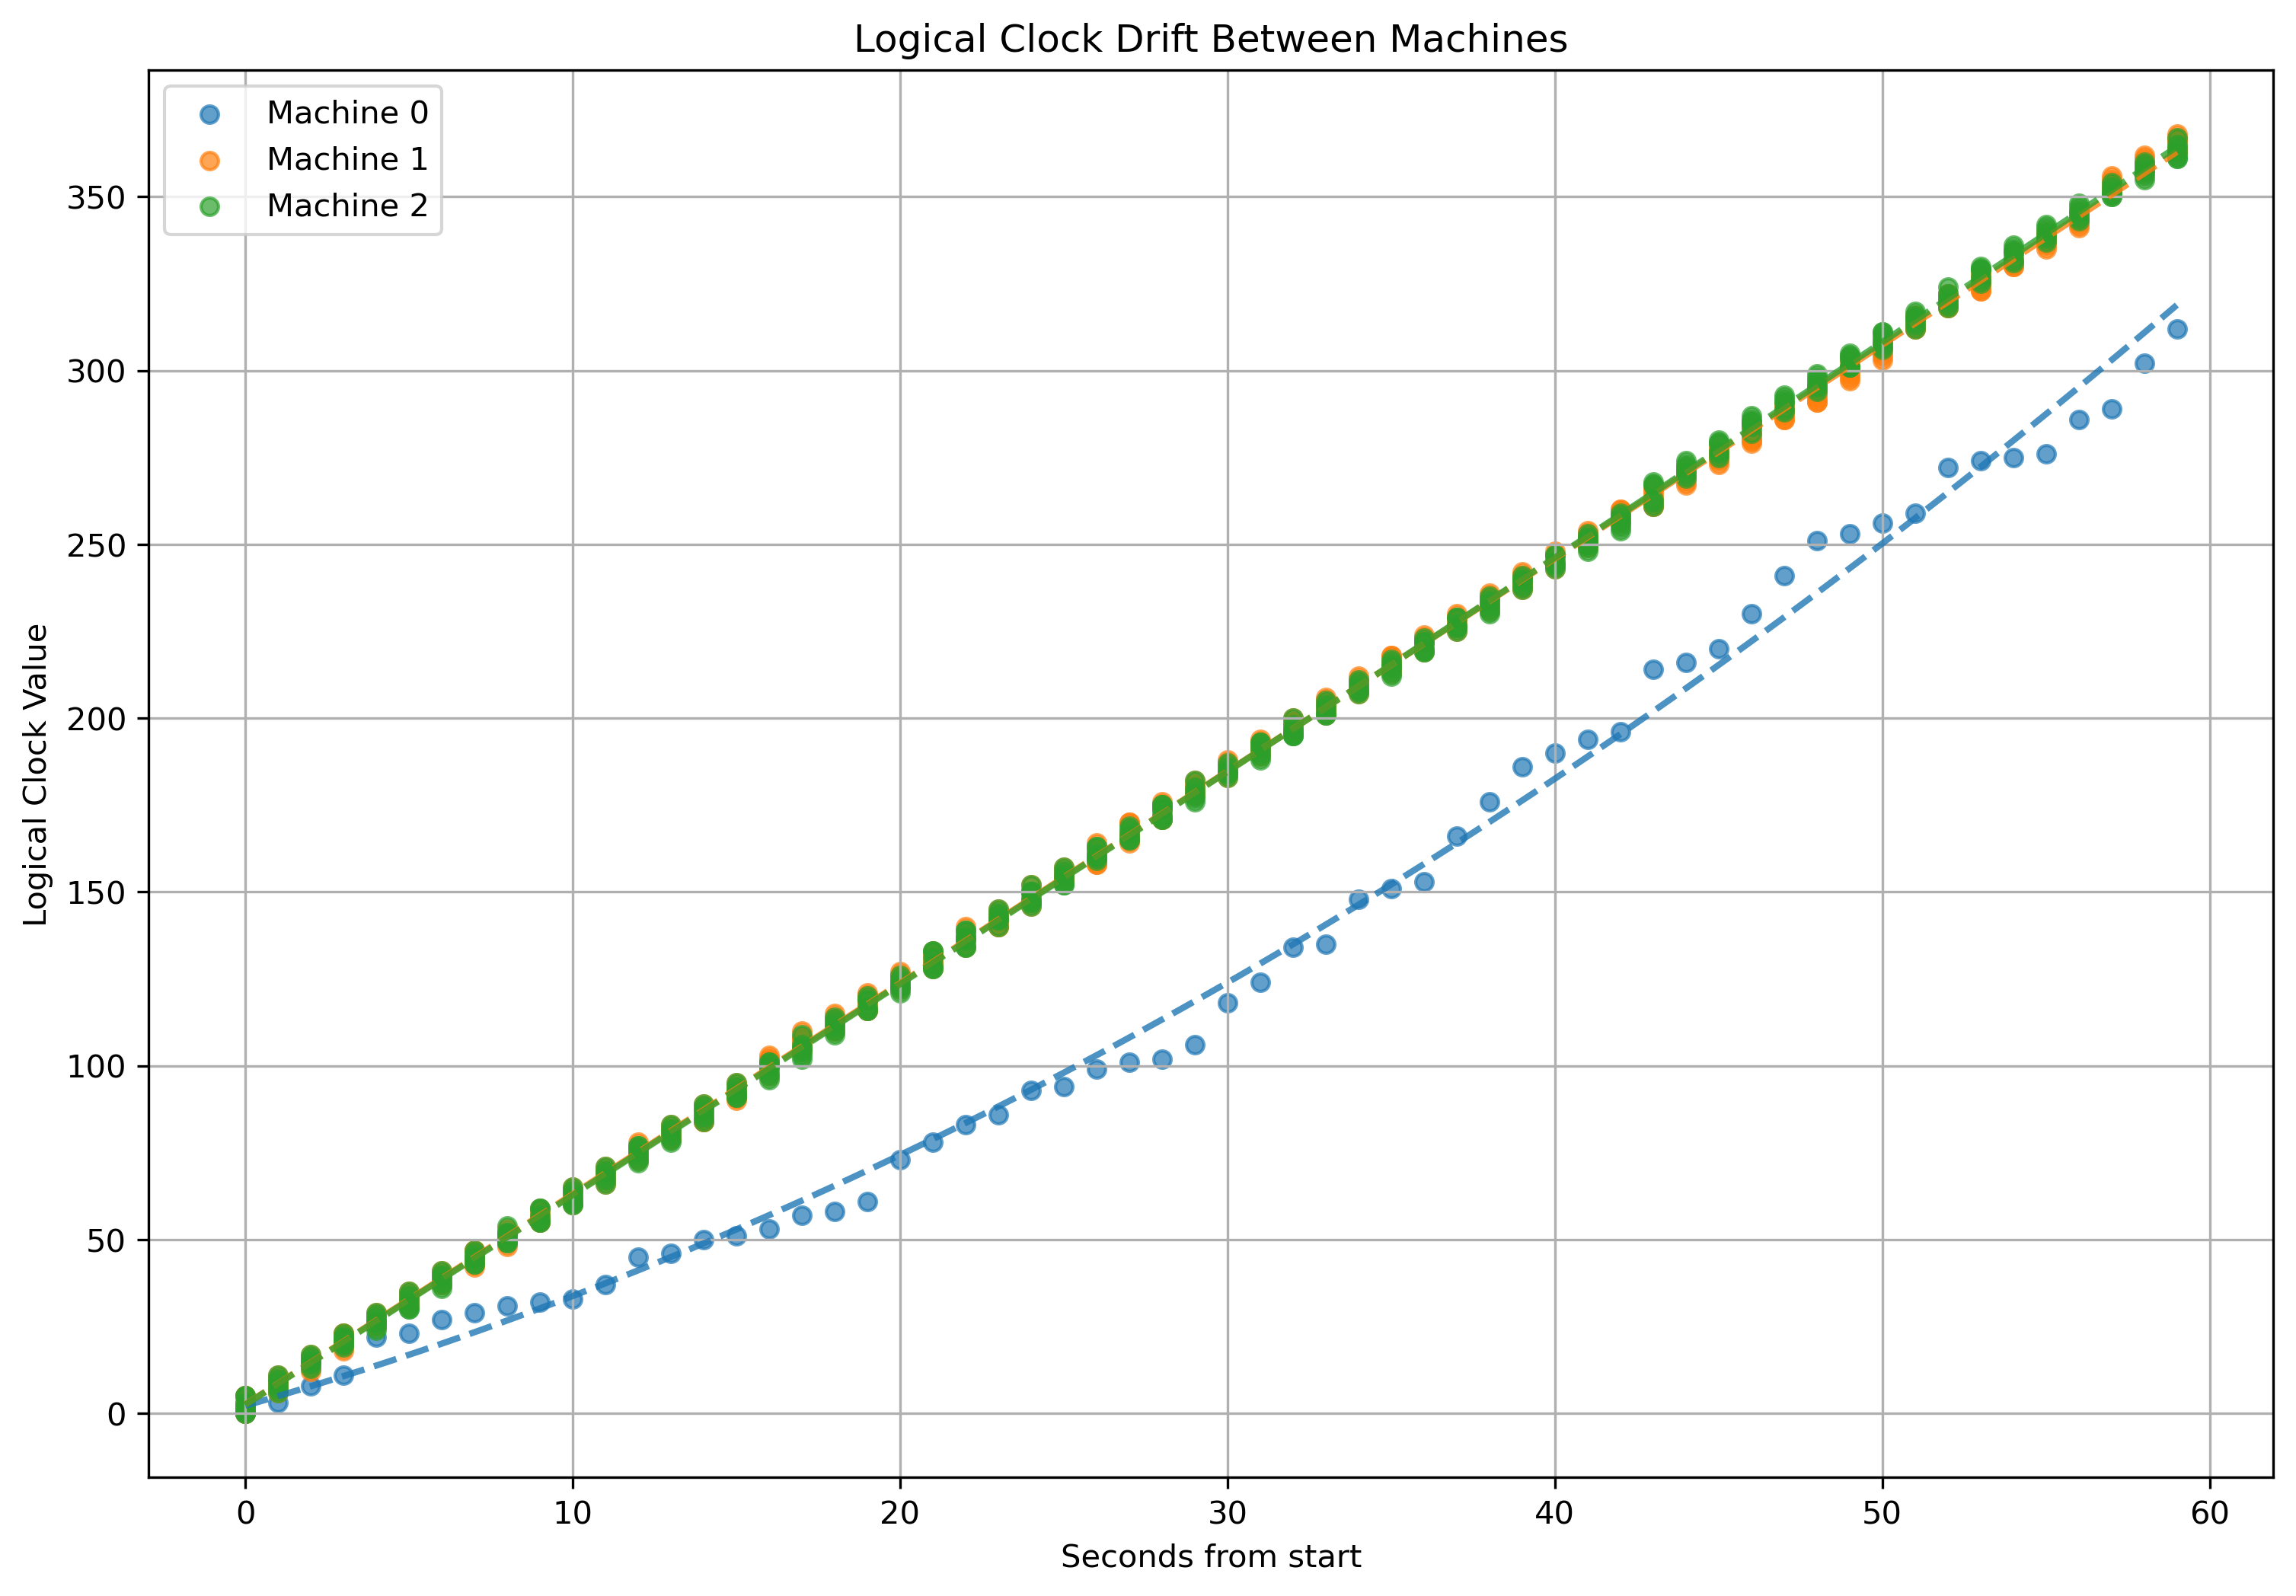 Logical Clock Drift Between Machines
Machine 0
Machine 1
Machine 2
Logical Clock Value
350
300
250
200
150
100
50
0
0 10 20 30 40 50 60
Seconds from start